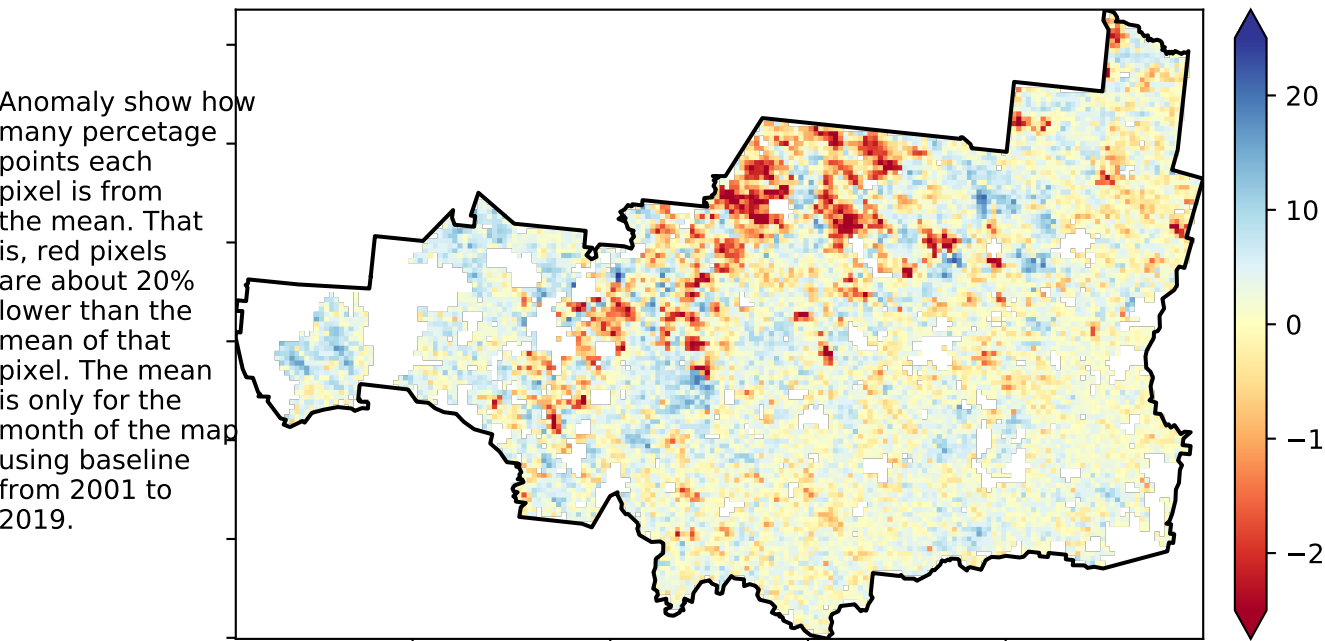 Anomaly show how
many percetage
points each
pixel is from
the mean. That
is, red pixels
are about 20%
lower than the
mean of that
pixel. The mean
is only for the
month of the map
using baseline
from 2001 to
2019.
20
10
0
−1
−2